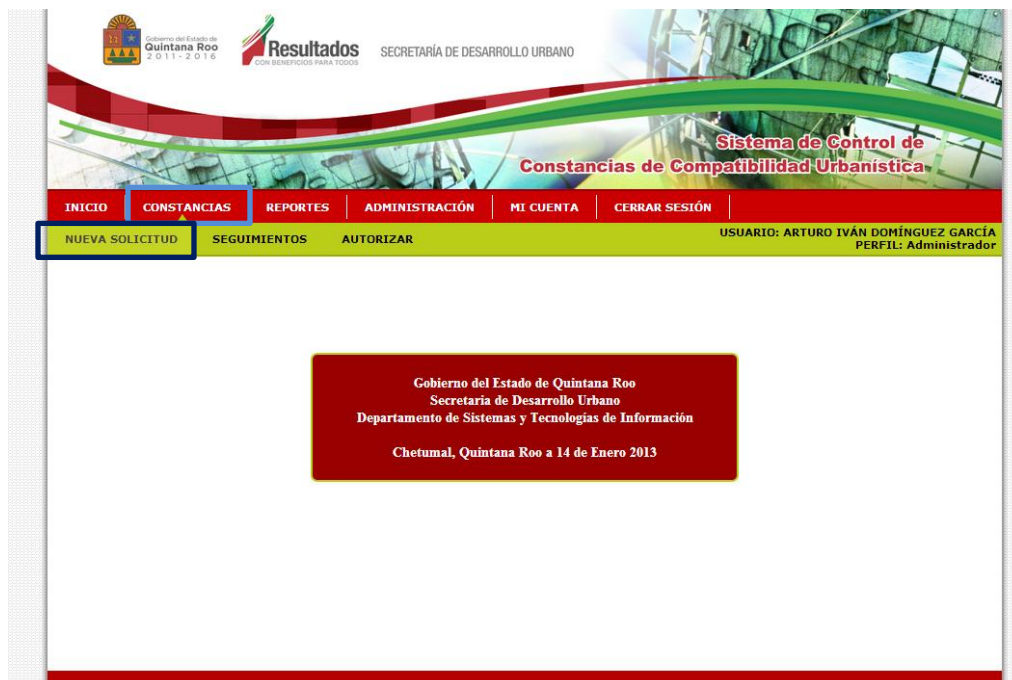 Gobierno del Estado de
Quintana Roo
2011-2016
Resultados
CON BENEFICIOS PARA TODOS
SECRETARÍA DE DESARROLLO URBANO
Sistema de Control de
Constancias de Compatibilidad Urbanística
INICIO CONSTANCIAS REPORTES ADMINISTRACIÓN MI CUENTA CERRAR SESIÓN
NUEVA SOLICITUD SEGUIMIENTOS AUTORIZAR
USUARIO: ARTURO IVÁN DOMÍNGUEZ GARCÍA
PERFIL: Administrador
Gobierno del Estado de Quintana Roo
Secretaria de Desarrollo Urbano
Departamento de Sistemas y Tecnologías de Información
Chetumal, Quintana Roo a 14 de Enero 2013